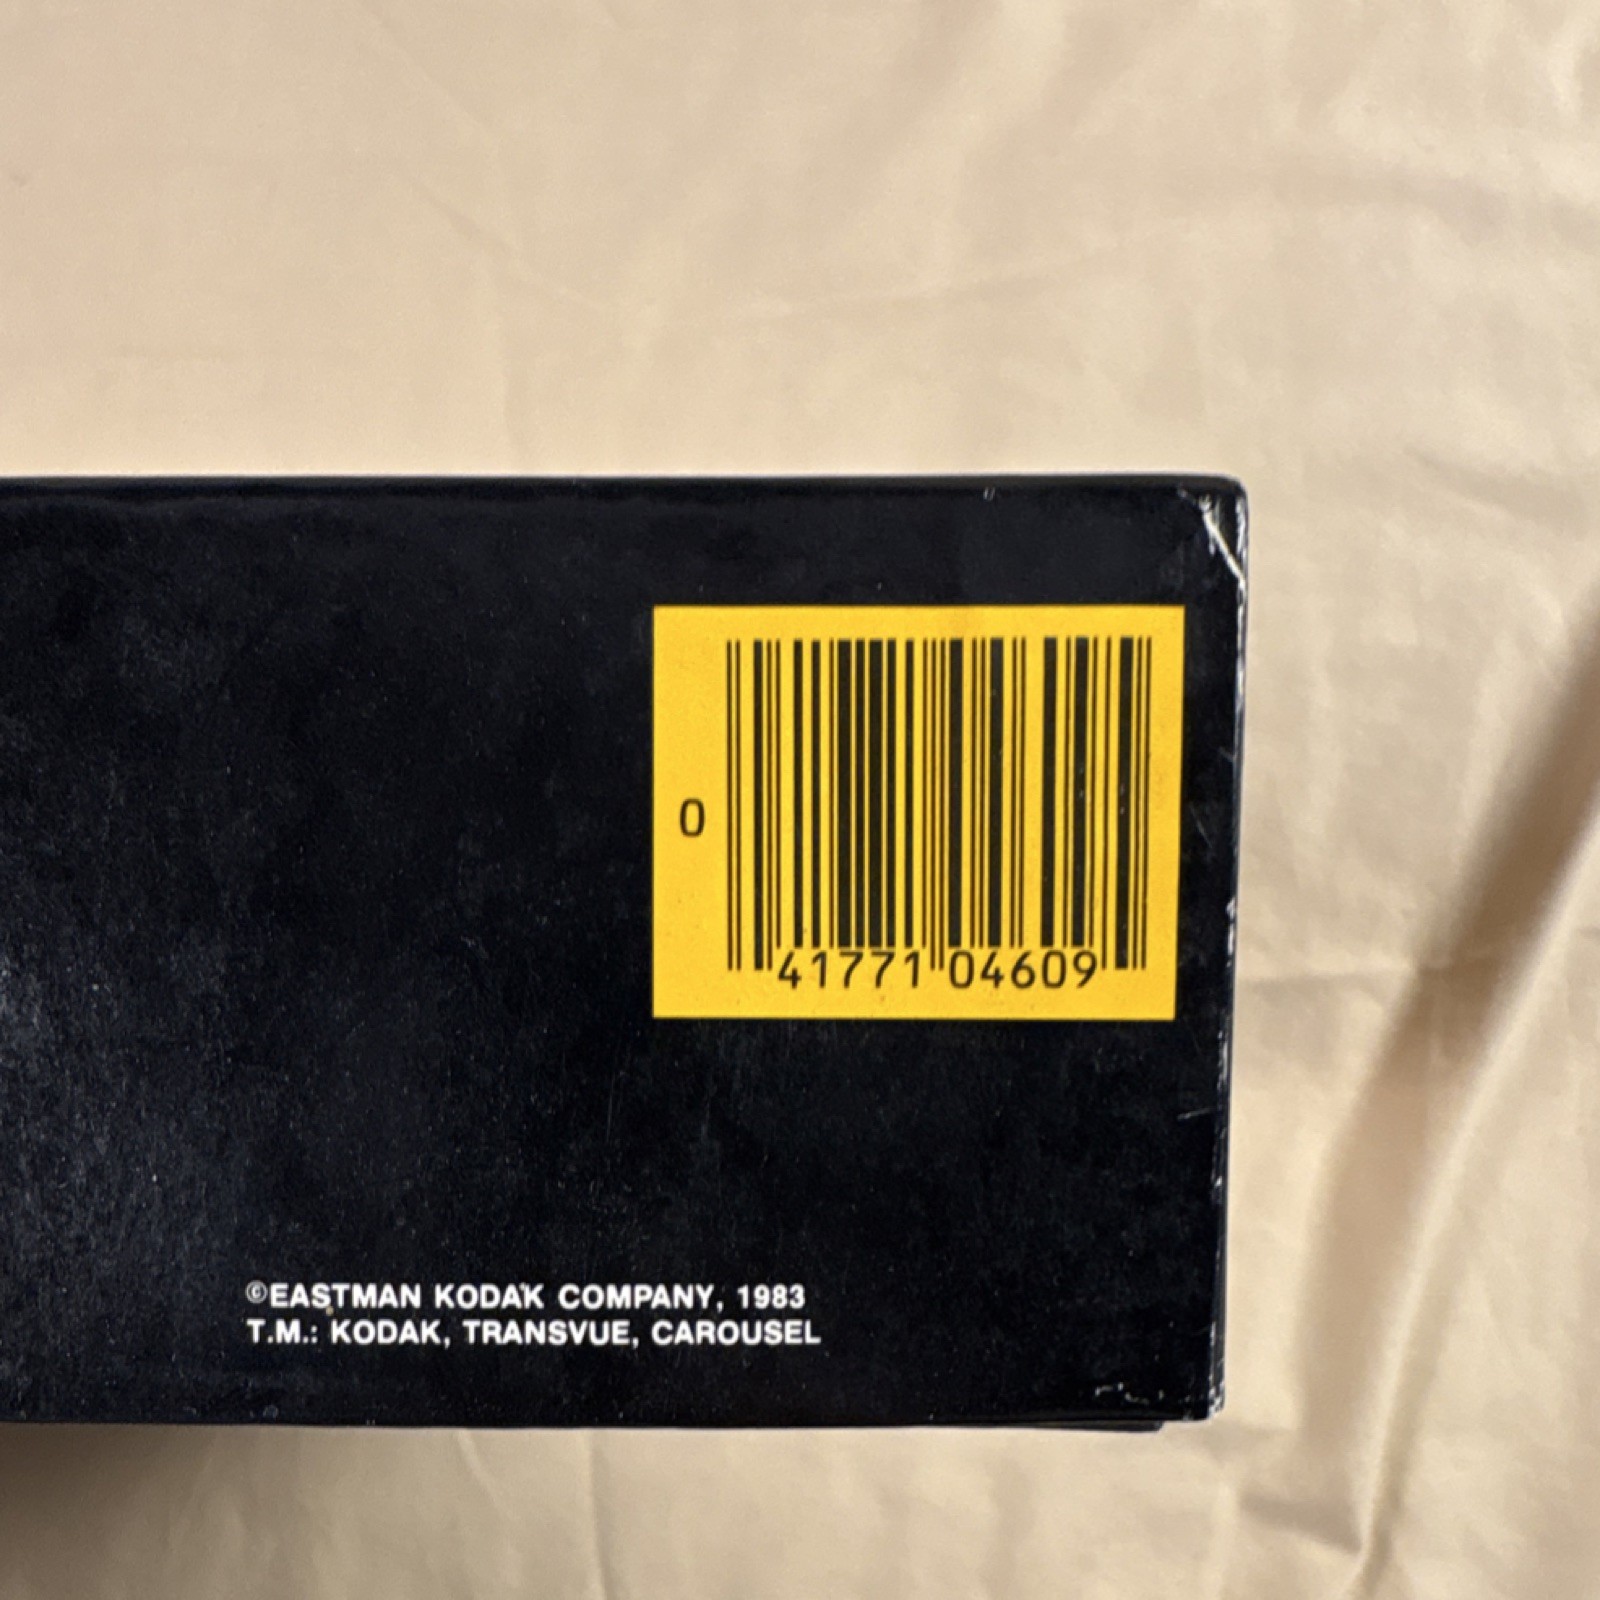 0
41771 04609
©EASTMAN KODAK COMPANY, 1983
T.M.: KODAK, TRANSVUE, CAROUSEL